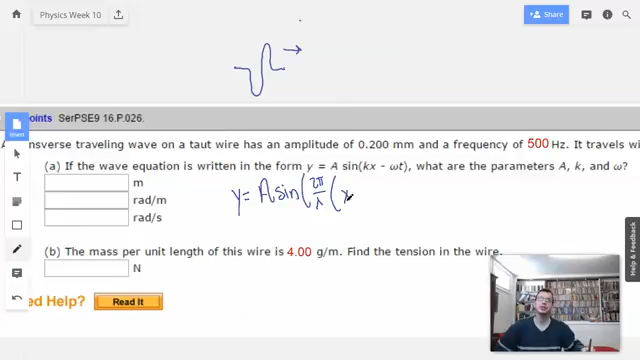 Physics Week 10
Share
Insert
oints SerPSE9 16.P.026.
nsverse traveling wave on a taut wire has an amplitude of 0.200 mm and a frequency of 500 Hz. It travels wi
(a) If the wave equation is written in the form y = A sin(kx - ωt), what are the parameters A, k, and ω?
m
rad/m
rad/s
y = A sin(2π/λ (x
(b) The mass per unit length of this wire is 4.00 g/m. Find the tension in the wire.
N
ed Help? Read It
Help & Feedback